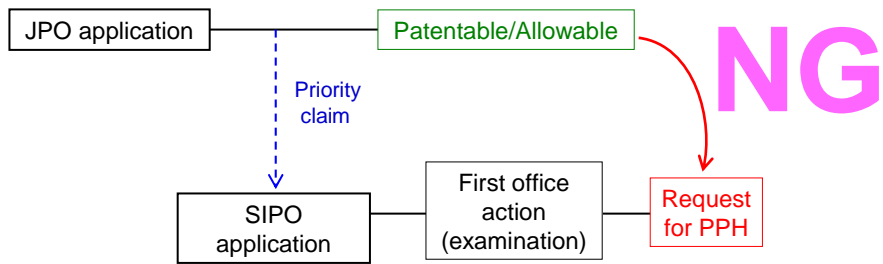 JPO application
Patentable/Allowable
NG
Priority
claim
SIPO
application
First office
action
(examination)
Request
for PPH